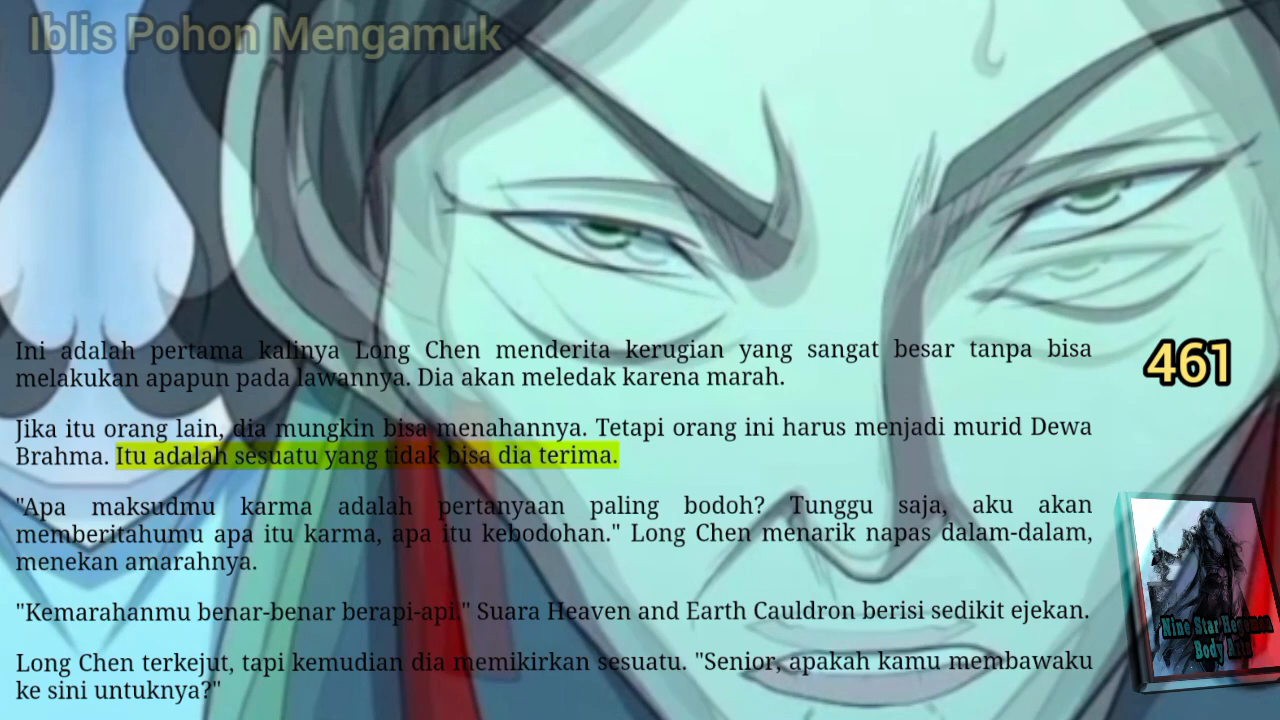 Iblis Pohon Mengamuk
Ini adalah pertama kalinya Long Chen menderita kerugian yang sangat besar tanpa bisa
melakukan apapun pada lawannya. Dia akan meledak karena marah.
Jika itu orang lain, dia mungkin bisa menahannya. Tetapi orang ini harus menjadi murid Dewa
Brahma. Itu adalah sesuatu yang tidak bisa dia terima.
"Apa maksudmu karma adalah pertanyaan paling bodoh? Tunggu saja, aku akan
memberitahumu apa itu karma, apa itu kebodohan." Long Chen menarik napas dalam-dalam,
menekan amarahnya.
"Kemarahanmu benar-benar berapi-api." Suara Heaven and Earth Cauldron berisi sedikit ejekan.
Long Chen terkejut, tapi kemudian dia memikirkan sesuatu. "Senior, apakah kamu membawaku
ke sini untuknya?"
461
Nine Star Hegemon
Body Arts